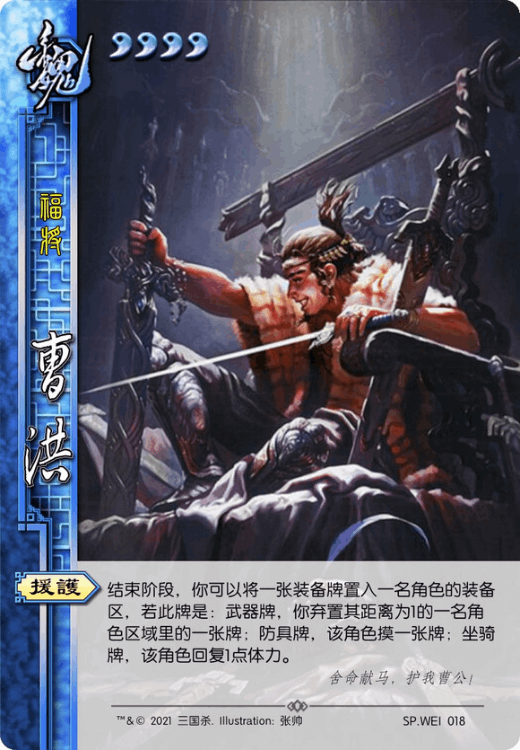 魏
福将
曹洪
援護
结束阶段，你可以将一张装备牌置入一名角色的装备
区，若此牌是：武器牌，你弃置其距离为1的一名角
色区域里的一张牌；防具牌，该角色摸一张牌；坐骑
牌，该角色回复1点体力。
舍命献马，护我曹公！
™&© 2021 三国杀. Illustration: 张帅
SP.WEI 018